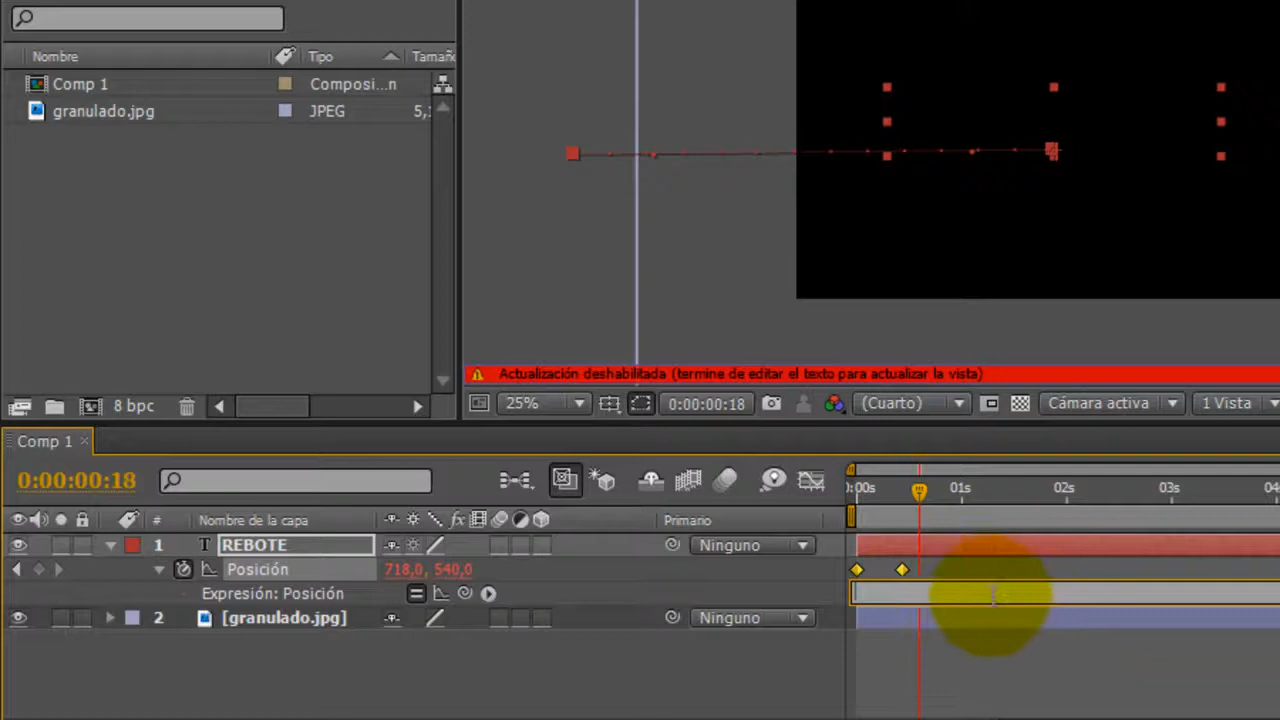 Nombre Tipo Tamañ
Comp 1 Composi...n
granulado.jpg JPEG 5,
Actualización deshabilitada (termine de editar el texto para actualizar la vista)
8 bpc 25% 0:00:00:18 (Cuarto) Cámara activa 1 Vista
Comp 1
0:00:00:18
:00s 01s 02s 03s 04
# Nombre de la capa fx Primario
1 T REBOTE Ninguno
Posición 718,0, 540,0
Expresión: Posición
2 [granulado.jpg] Ninguno